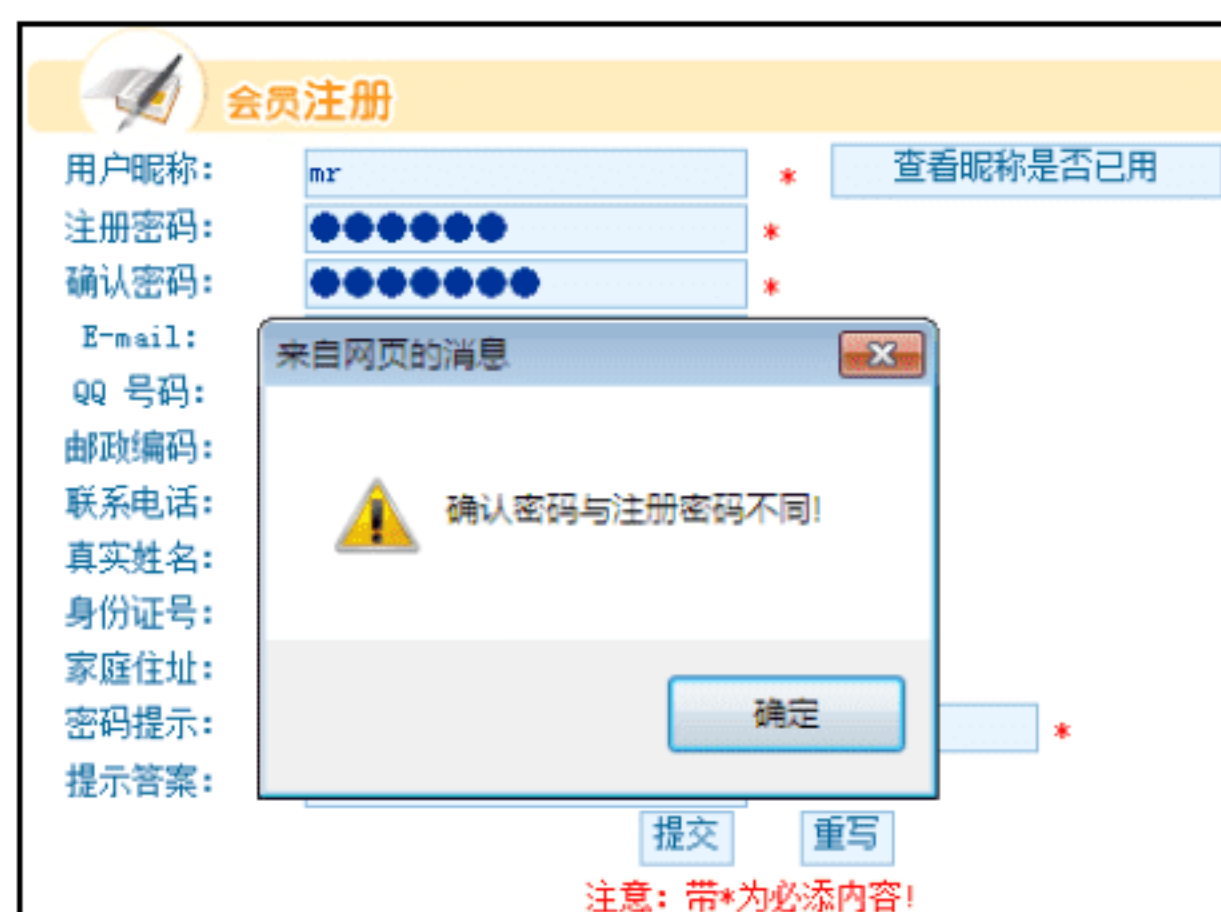 会员注册
用户昵称： mr * 查看昵称是否已用
注册密码： ●●●●●● *
确认密码： ●●●●●●● *
E-mail：
来自网页的消息
QQ 号码：
邮政编码：
联系电话：
确认密码与注册密码不同!
真实姓名：
身份证号：
家庭住址：
确定
密码提示： *
提示答案：
提交 重写
注意：带*为必添内容!